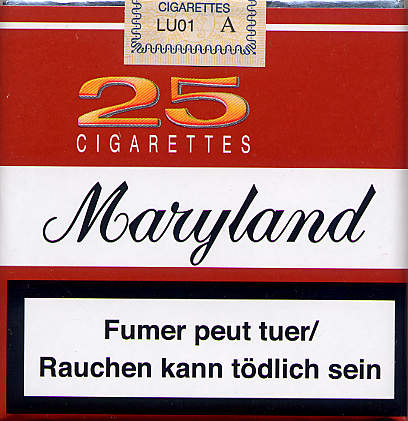 CIGARETTES
LU01 A
25
CIGARETTES
Maryland
Fumer peut tuer/
Rauchen kann tödlich sein